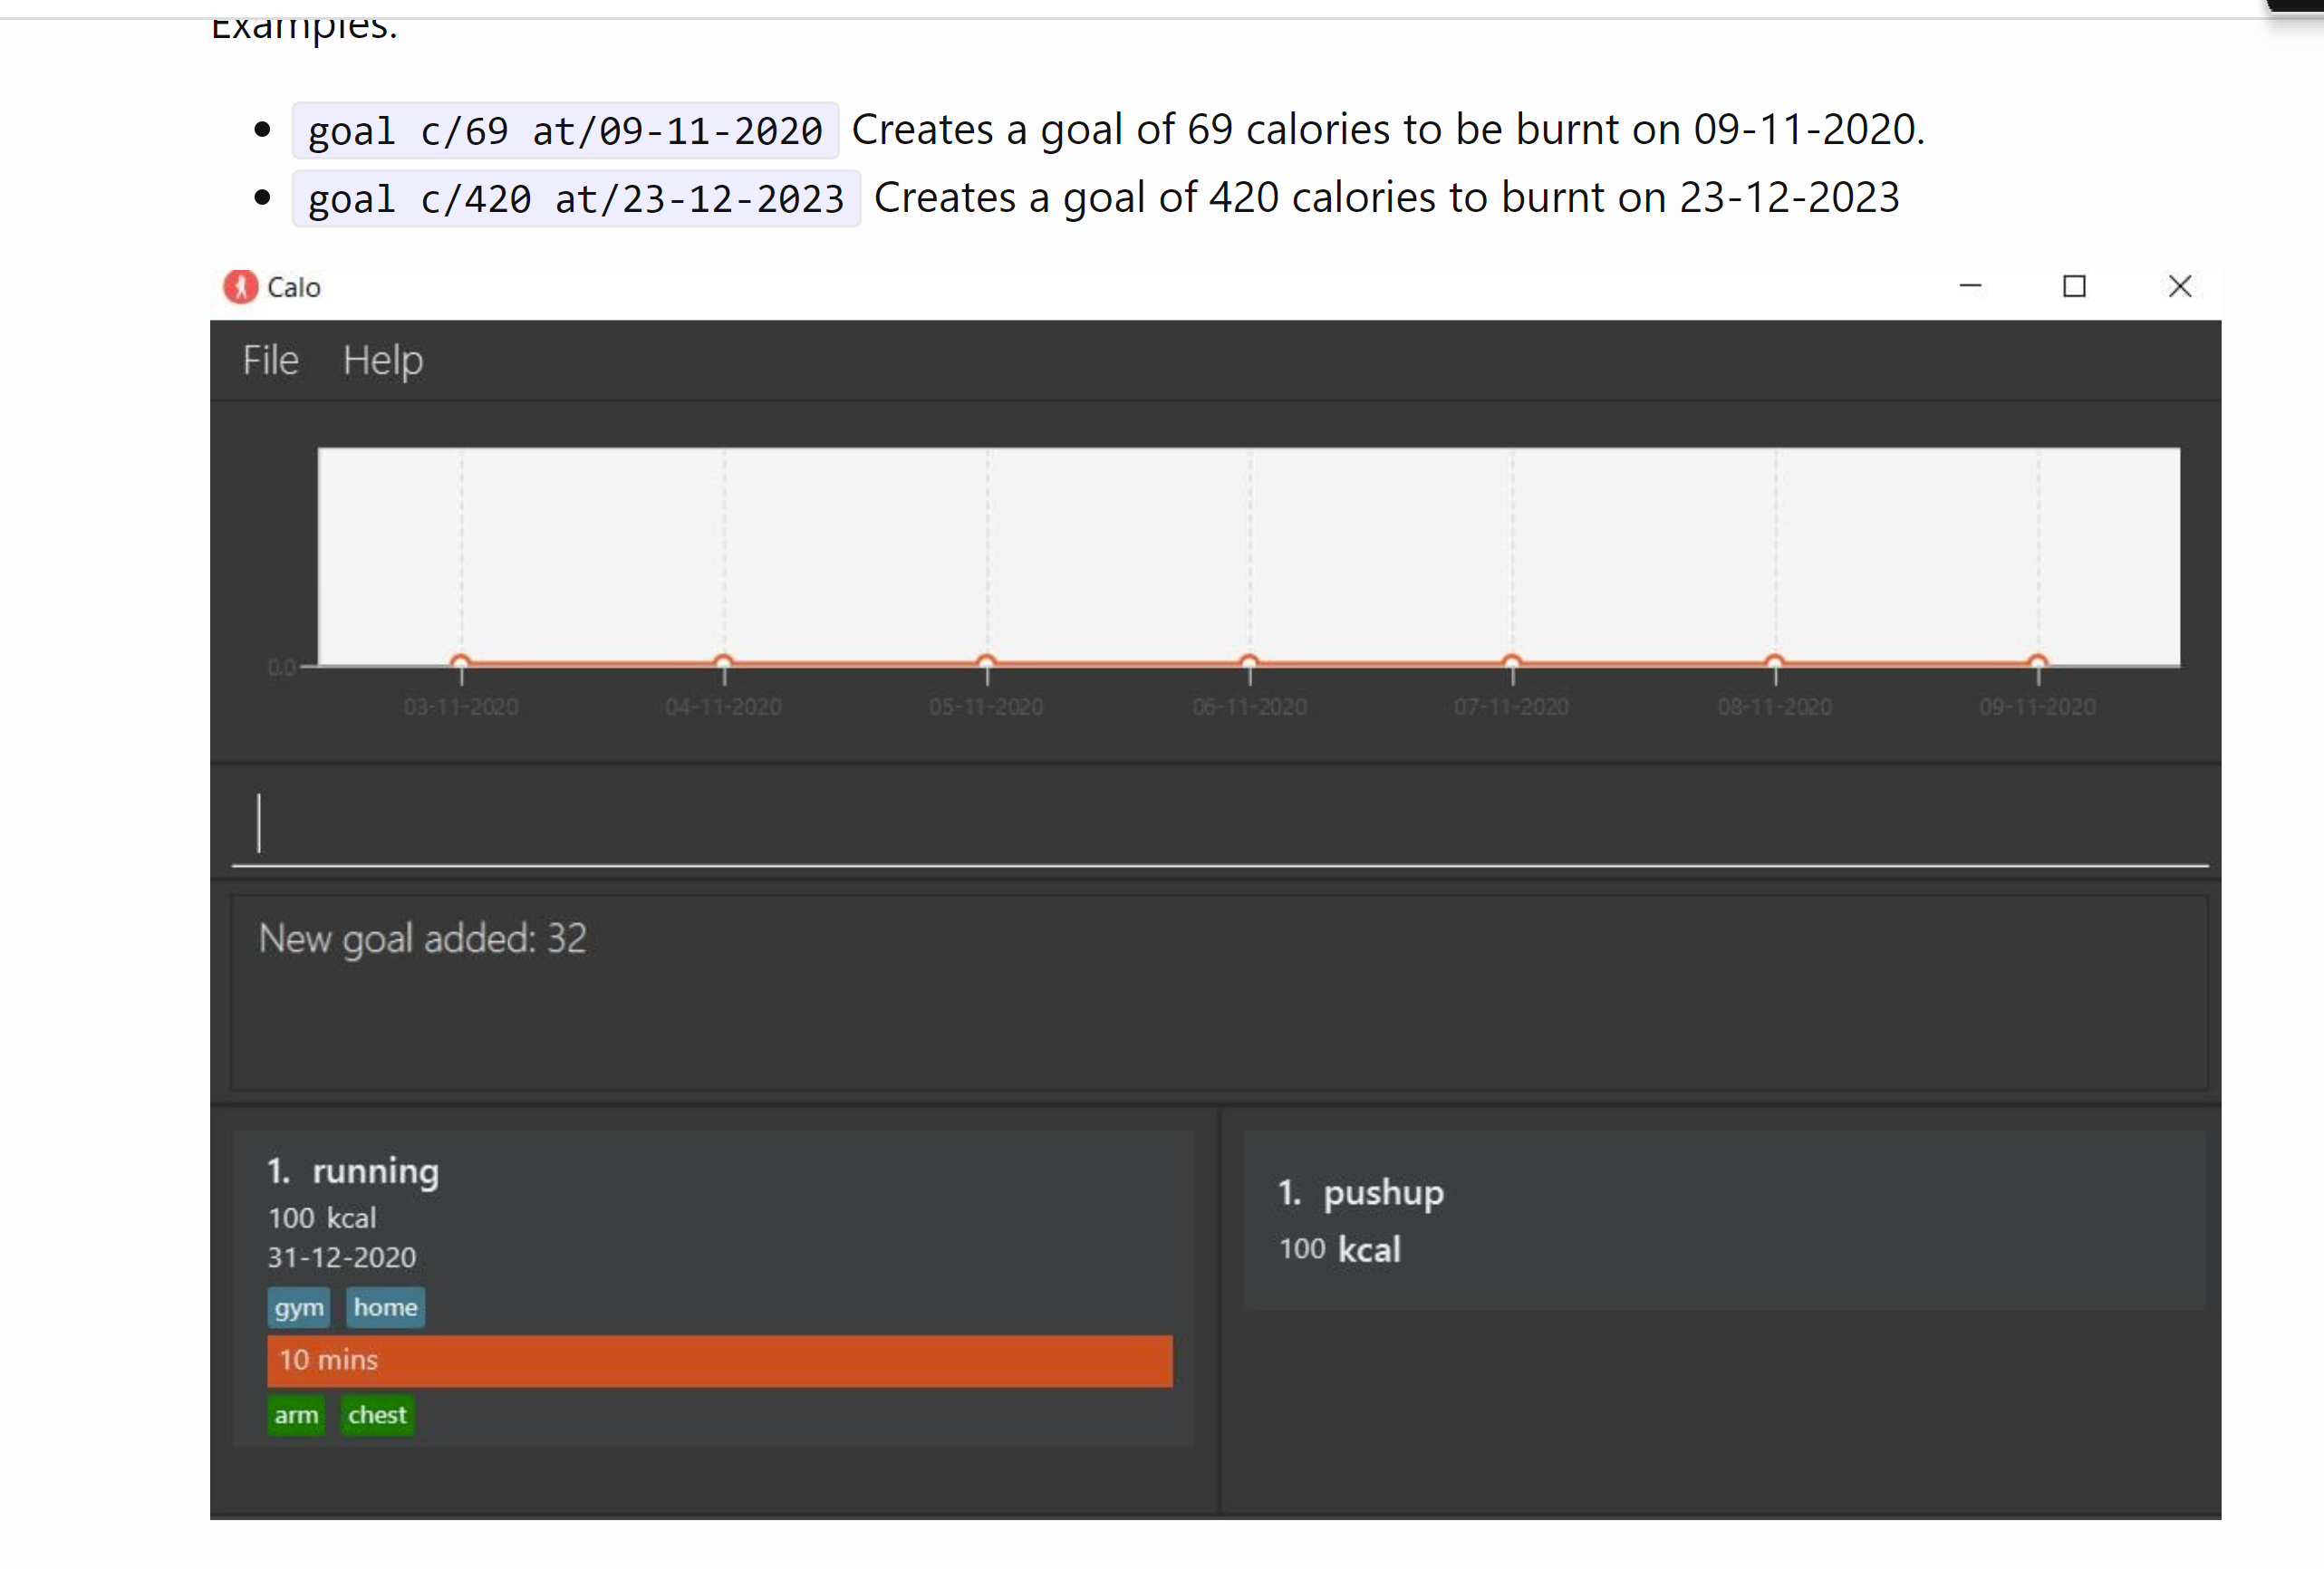 Examples:
goal c/69 at/09-11-2020 Creates a goal of 69 calories to be burnt on 09-11-2020.
goal c/420 at/23-12-2023 Creates a goal of 420 calories to burnt on 23-12-2023
Calo
File Help
0.0
03-11-2020 04-11-2020 05-11-2020 06-11-2020 07-11-2020 08-11-2020 09-11-2020
New goal added: 32
1. running
100 kcal
31-12-2020
gym home
10 mins
arm chest
1. pushup
100 kcal